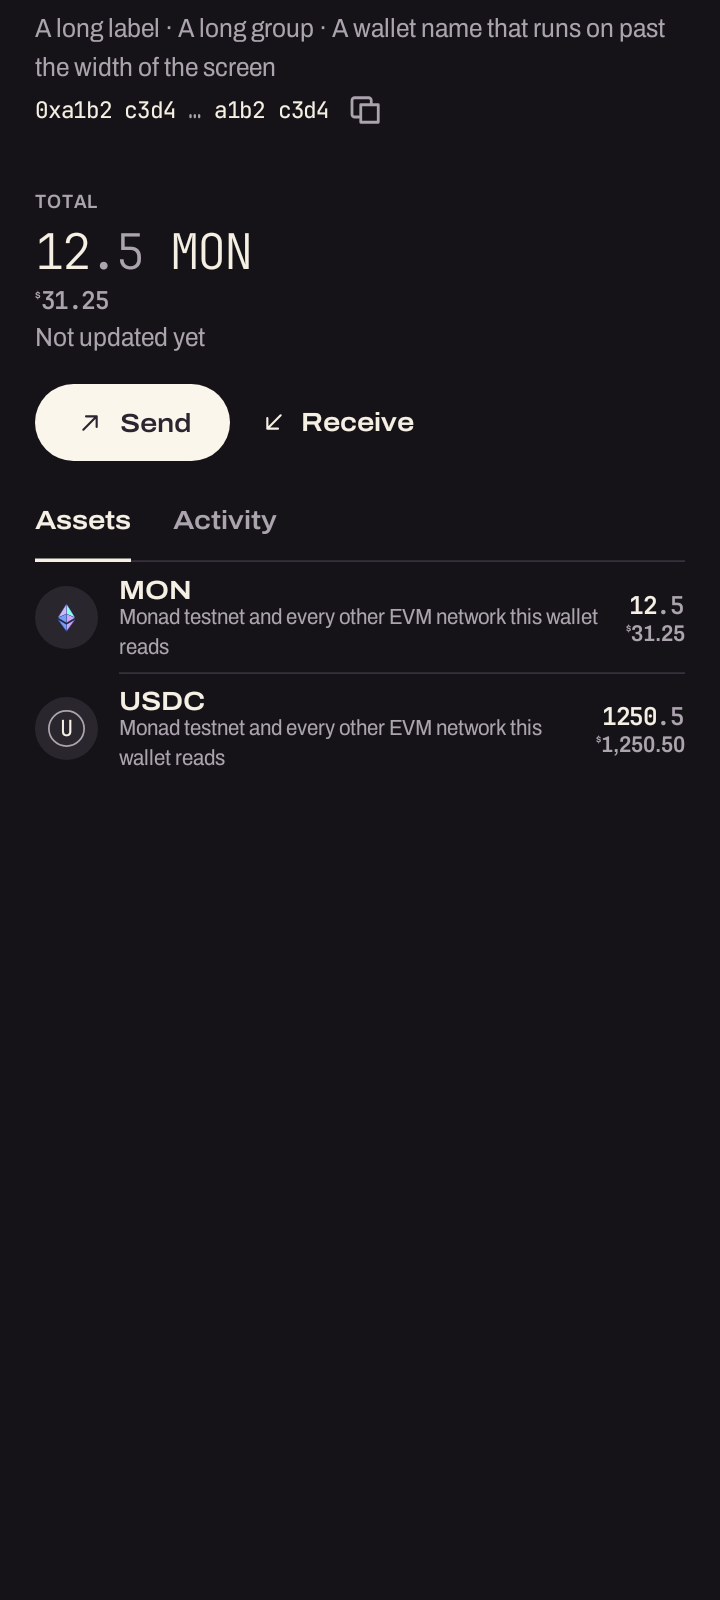 A long label · A long group · A wallet name that runs on past
the width of the screen
0xa1b2 c3d4 … a1b2 c3d4
TOTAL
12.5 MON
$31.25
Not updated yet
Send
Receive
Assets
Activity
MON
Monad testnet and every other EVM network this wallet
reads
12.5
$31.25
USDC
Monad testnet and every other EVM network this
wallet reads
U
1250.5
$1,250.50